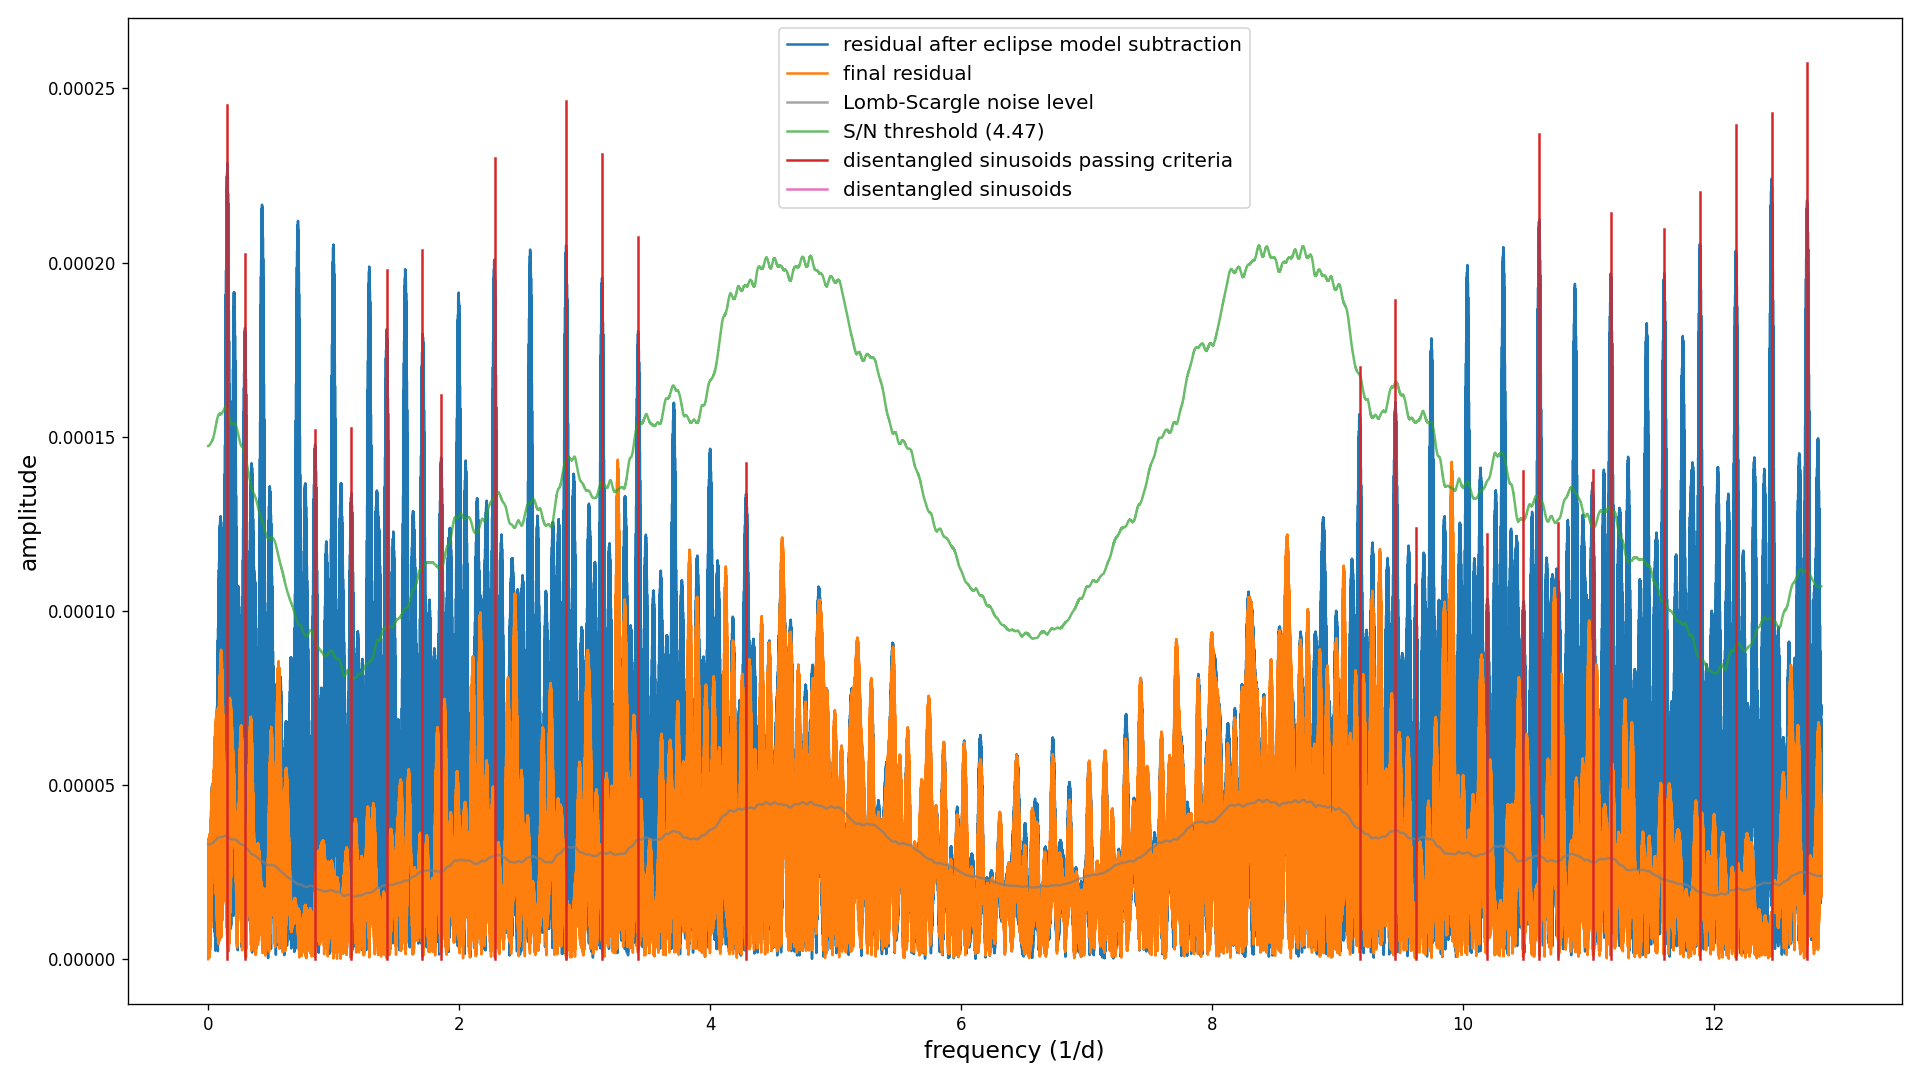 residual after eclipse model subtraction
final residual
Lomb-Scargle noise level
S/N threshold (4.47)
disentangled sinusoids passing criteria
disentangled sinusoids
amplitude
0.00025
0.00020
0.00015
0.00010
0.00005
0.00000
0 2 4 6 8 10 12
frequency (1/d)